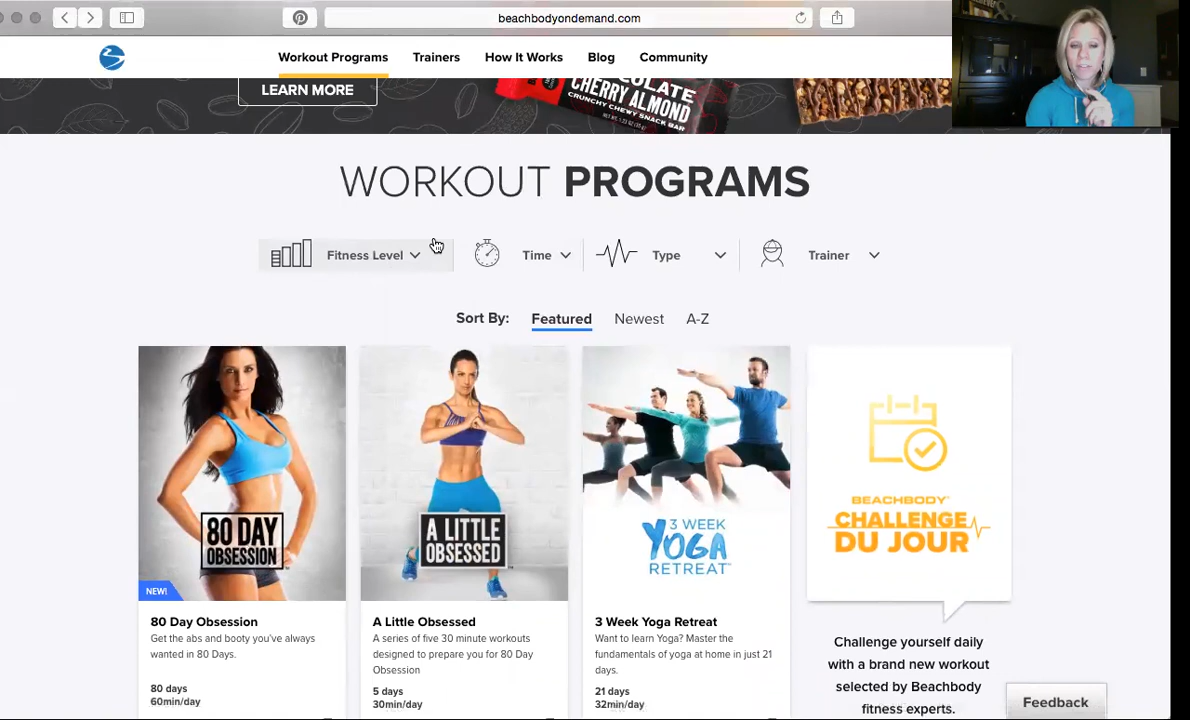 beachbodyondemand.com
Workout Programs
Trainers
How It Works
Blog
Community
LEARN MORE
CHERRY ALMOND
CRUNCHY CHEWY SNACK BAR
WORKOUT PROGRAMS
Fitness Level
Time
Type
Trainer
Sort By:
Featured
Newest
A-Z
80 DAY
OBSESSION
NEW!
80 Day Obsession
Get the abs and booty you've always
wanted in 80 Days.
80 days
60min/day
A LITTLE
OBSESSED
A Little Obsessed
A series of five 30 minute workouts
designed to prepare you for 80 Day
Obsession
5 days
30min/day
3 WEEK
YOGA
RETREAT
3 Week Yoga Retreat
Want to learn Yoga? Master the
fundamentals of yoga at home in just 21
days.
21 days
32min/day
BEACHBODY
CHALLENGE
DU JOUR
Challenge yourself daily
with a brand new workout
selected by Beachbody
fitness experts.
Feedback